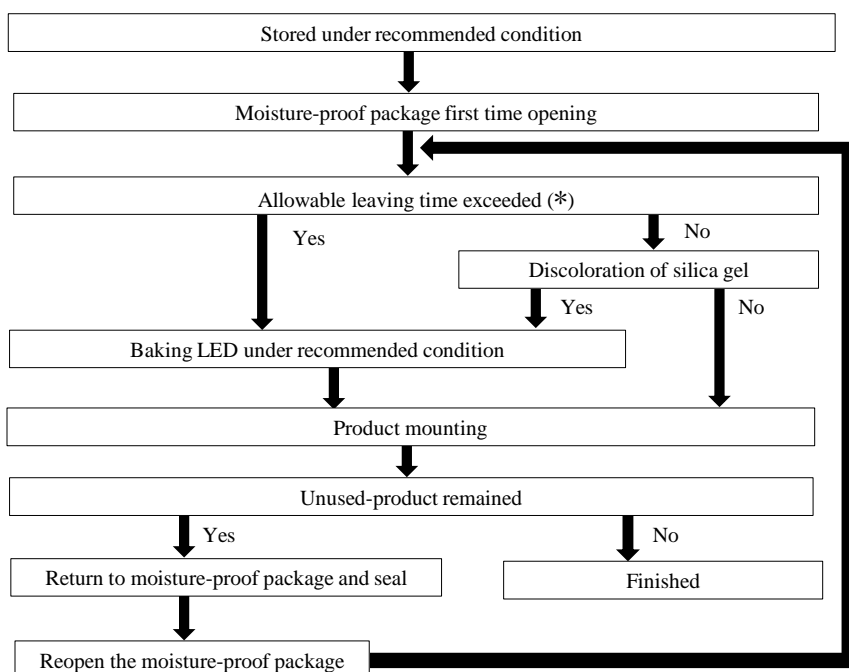 Stored under recommended condition
Moisture-proof package first time opening
Allowable leaving time exceeded (*)
Yes
No
Discoloration of silica gel
Yes
No
Baking LED under recommended condition
Product mounting
Unused-product remained
Yes
No
Return to moisture-proof package and seal
Finished
Reopen the moisture-proof package